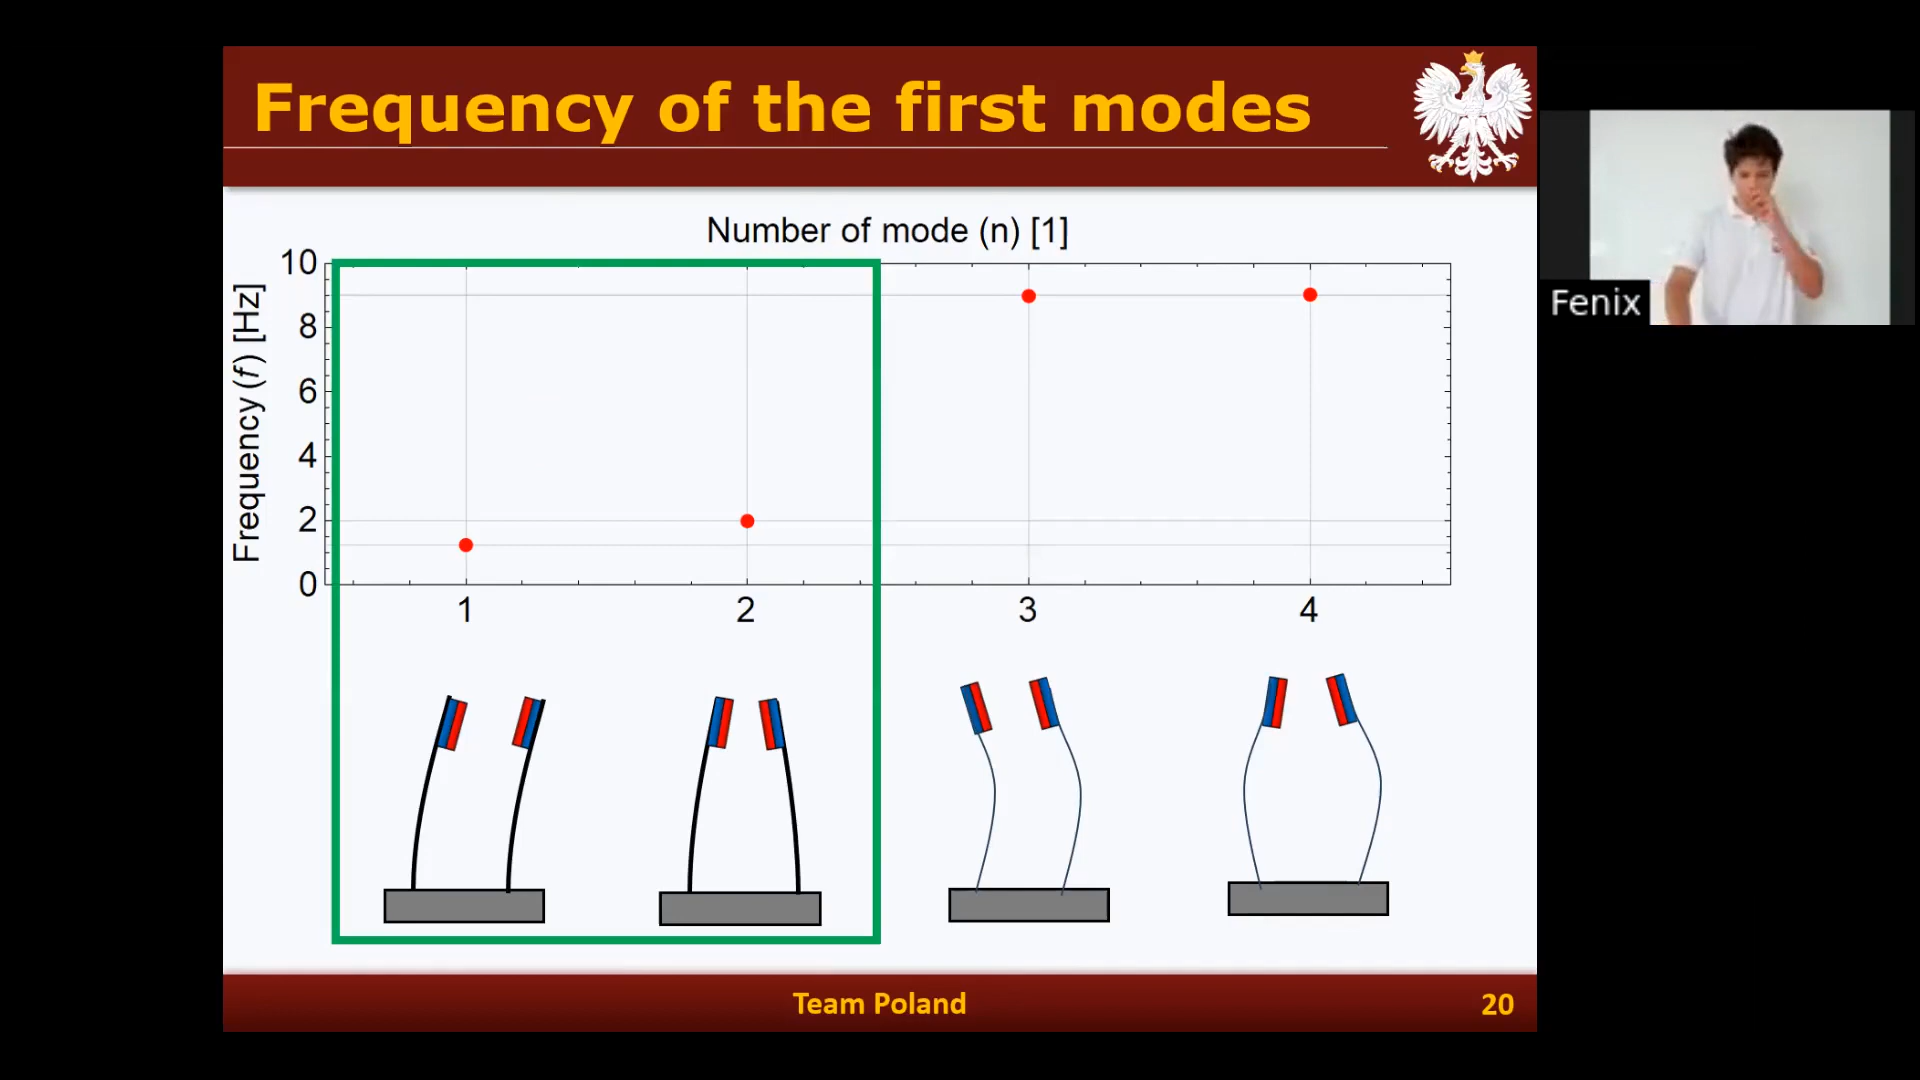 Frequency of the first modes
Number of mode (n) [1]
Frequency (f) [Hz]
10
8
6
4
2
0
1 2 3 4
Fenix
Team Poland
20